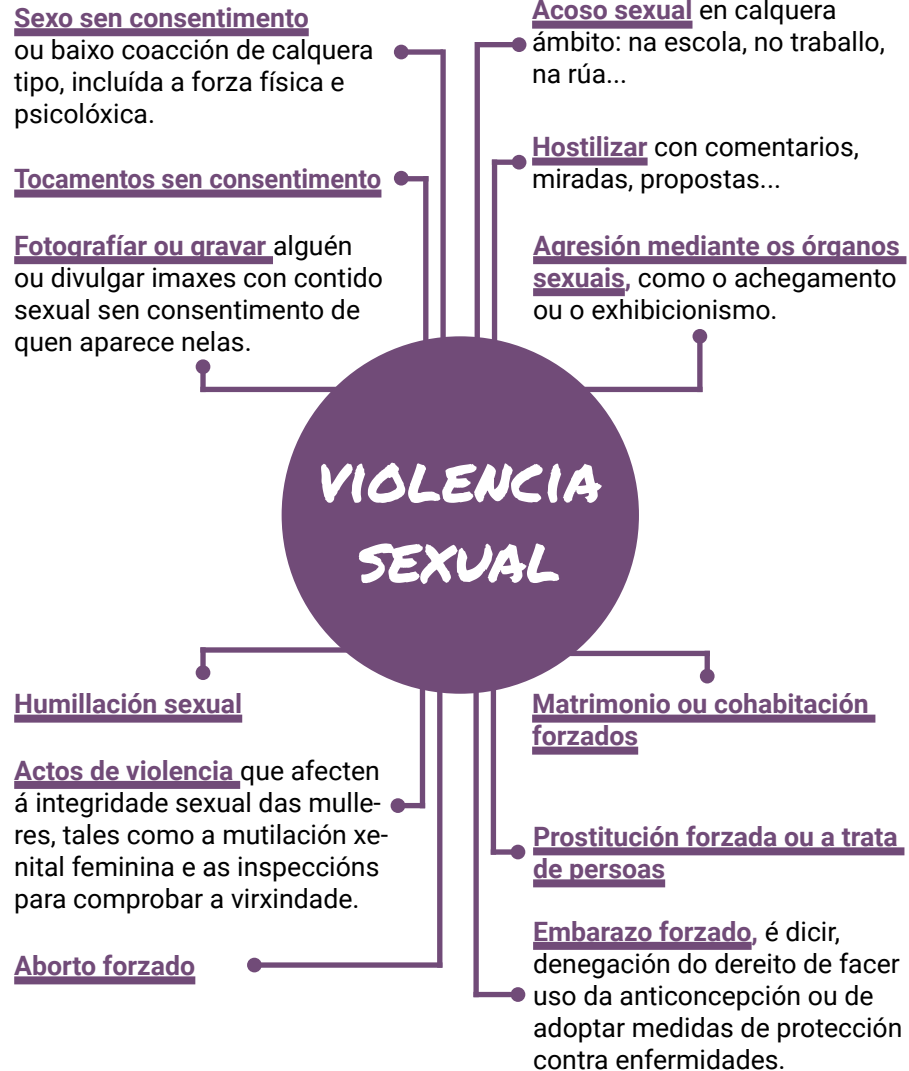 Sexo sen consentimento
ou baixo coacción de calquera
tipo, incluída a forza física e
psicolóxica.
Tocamentos sen consentimento
Fotografíar ou gravar alguén
ou divulgar imaxes con contido
sexual sen consentimento de
quen aparece nelas.
Acoso sexual en calquera
ámbito: na escola, no traballo,
na rúa...
Hostilizar con comentarios,
miradas, propostas...
Agresión mediante os órganos
sexuais, como o achegamento
ou o exhibicionismo.
VIOLENCIA
SEXUAL
Humillación sexual
Actos de violencia que afecten
á integridade sexual das mulle-
res, tales como a mutilación xe-
nital feminina e as inspeccións
para comprobar a virxindade.
Aborto forzado
Matrimonio ou cohabitación
forzados
Prostitución forzada ou a trata
de persoas
Embarazo forzado, é dicir,
denegación do dereito de facer
uso da anticoncepción ou de
adoptar medidas de protección
contra enfermidades.